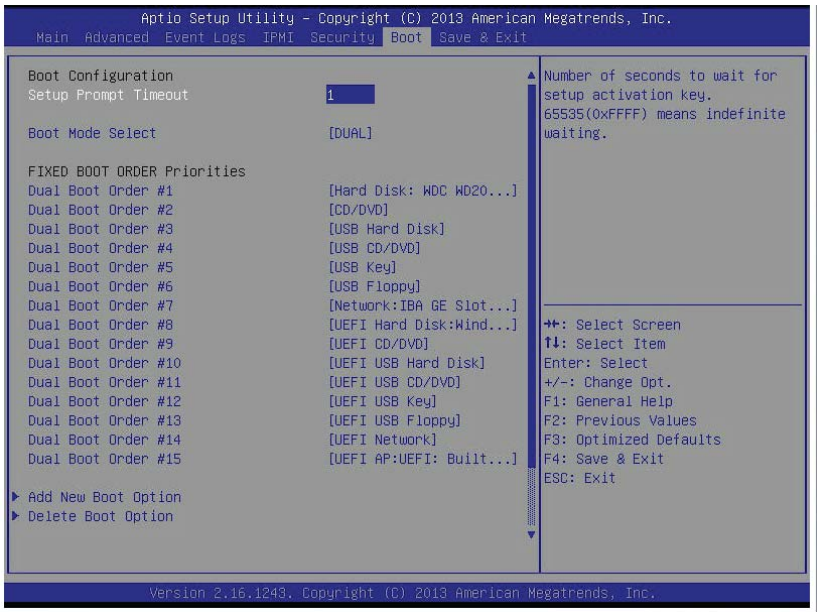 Aptio Setup Utility – Copyright (C) 2013 American Megatrends, Inc.
Main Advanced Event Logs IPMI Security Boot Save & Exit
Boot Configuration
Setup Prompt Timeout 1
Boot Mode Select [DUAL]
FIXED BOOT ORDER Priorities
Dual Boot Order #1 [Hard Disk: WDC WD20...]
Dual Boot Order #2 [CD/DVD]
Dual Boot Order #3 [USB Hard Disk]
Dual Boot Order #4 [USB CD/DVD]
Dual Boot Order #5 [USB Key]
Dual Boot Order #6 [USB Floppy]
Dual Boot Order #7 [Network:IBA GE Slot...]
Dual Boot Order #8 [UEFI Hard Disk:Wind...]
Dual Boot Order #9 [UEFI CD/DVD]
Dual Boot Order #10 [UEFI USB Hard Disk]
Dual Boot Order #11 [UEFI USB CD/DVD]
Dual Boot Order #12 [UEFI USB Key]
Dual Boot Order #13 [UEFI USB Floppy]
Dual Boot Order #14 [UEFI Network]
Dual Boot Order #15 [UEFI AP:UEFI: Built...]
Add New Boot Option
Delete Boot Option
Number of seconds to wait for
setup activation key.
65535(0xFFFF) means indefinite
waiting.
→←: Select Screen
↑↓: Select Item
Enter: Select
+/-: Change Opt.
F1: General Help
F2: Previous Values
F3: Optimized Defaults
F4: Save & Exit
ESC: Exit
Version 2.16.1243. Copyright (C) 2013 American Megatrends, Inc.